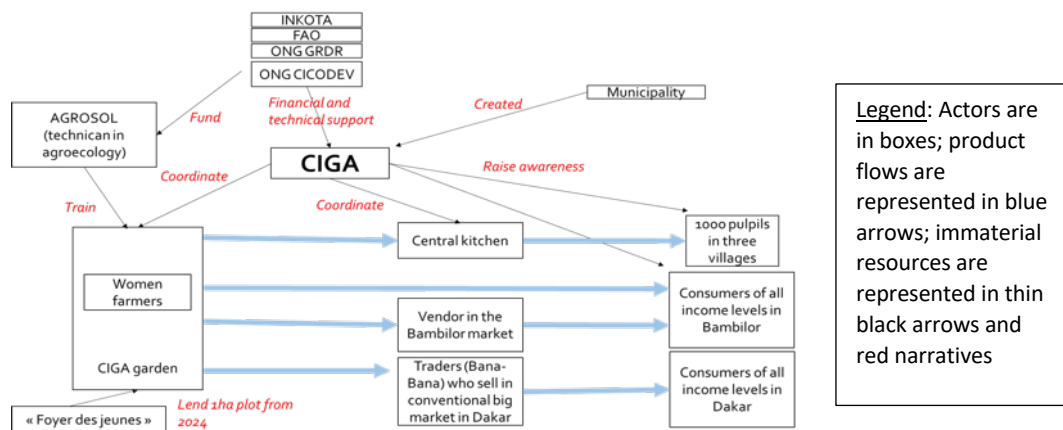 INKOTA
FAO
ONG GRDR
ONG CICODEV
Municipality
Created
Fund
Financial and
technical support
AGROSOL
(technican in
agroecology)
CIGA
Raise awareness
Coordinate
Coordinate
Train
1000 pulpils
in three
villages
Central kitchen
Women
farmers
Consumers of all
income levels in
Bambilor
Vendor in the
Bambilor market
CIGA garden
Traders (Bana-
Bana) who sell in
conventional big
market in Dakar
Consumers of all
income levels in
Dakar
« Foyer des jeunes »
Lend 1ha plot from
2024
Legend: Actors are
in boxes; product
flows are
represented in blue
arrows; immaterial
resources are
represented in thin
black arrows and
red narratives